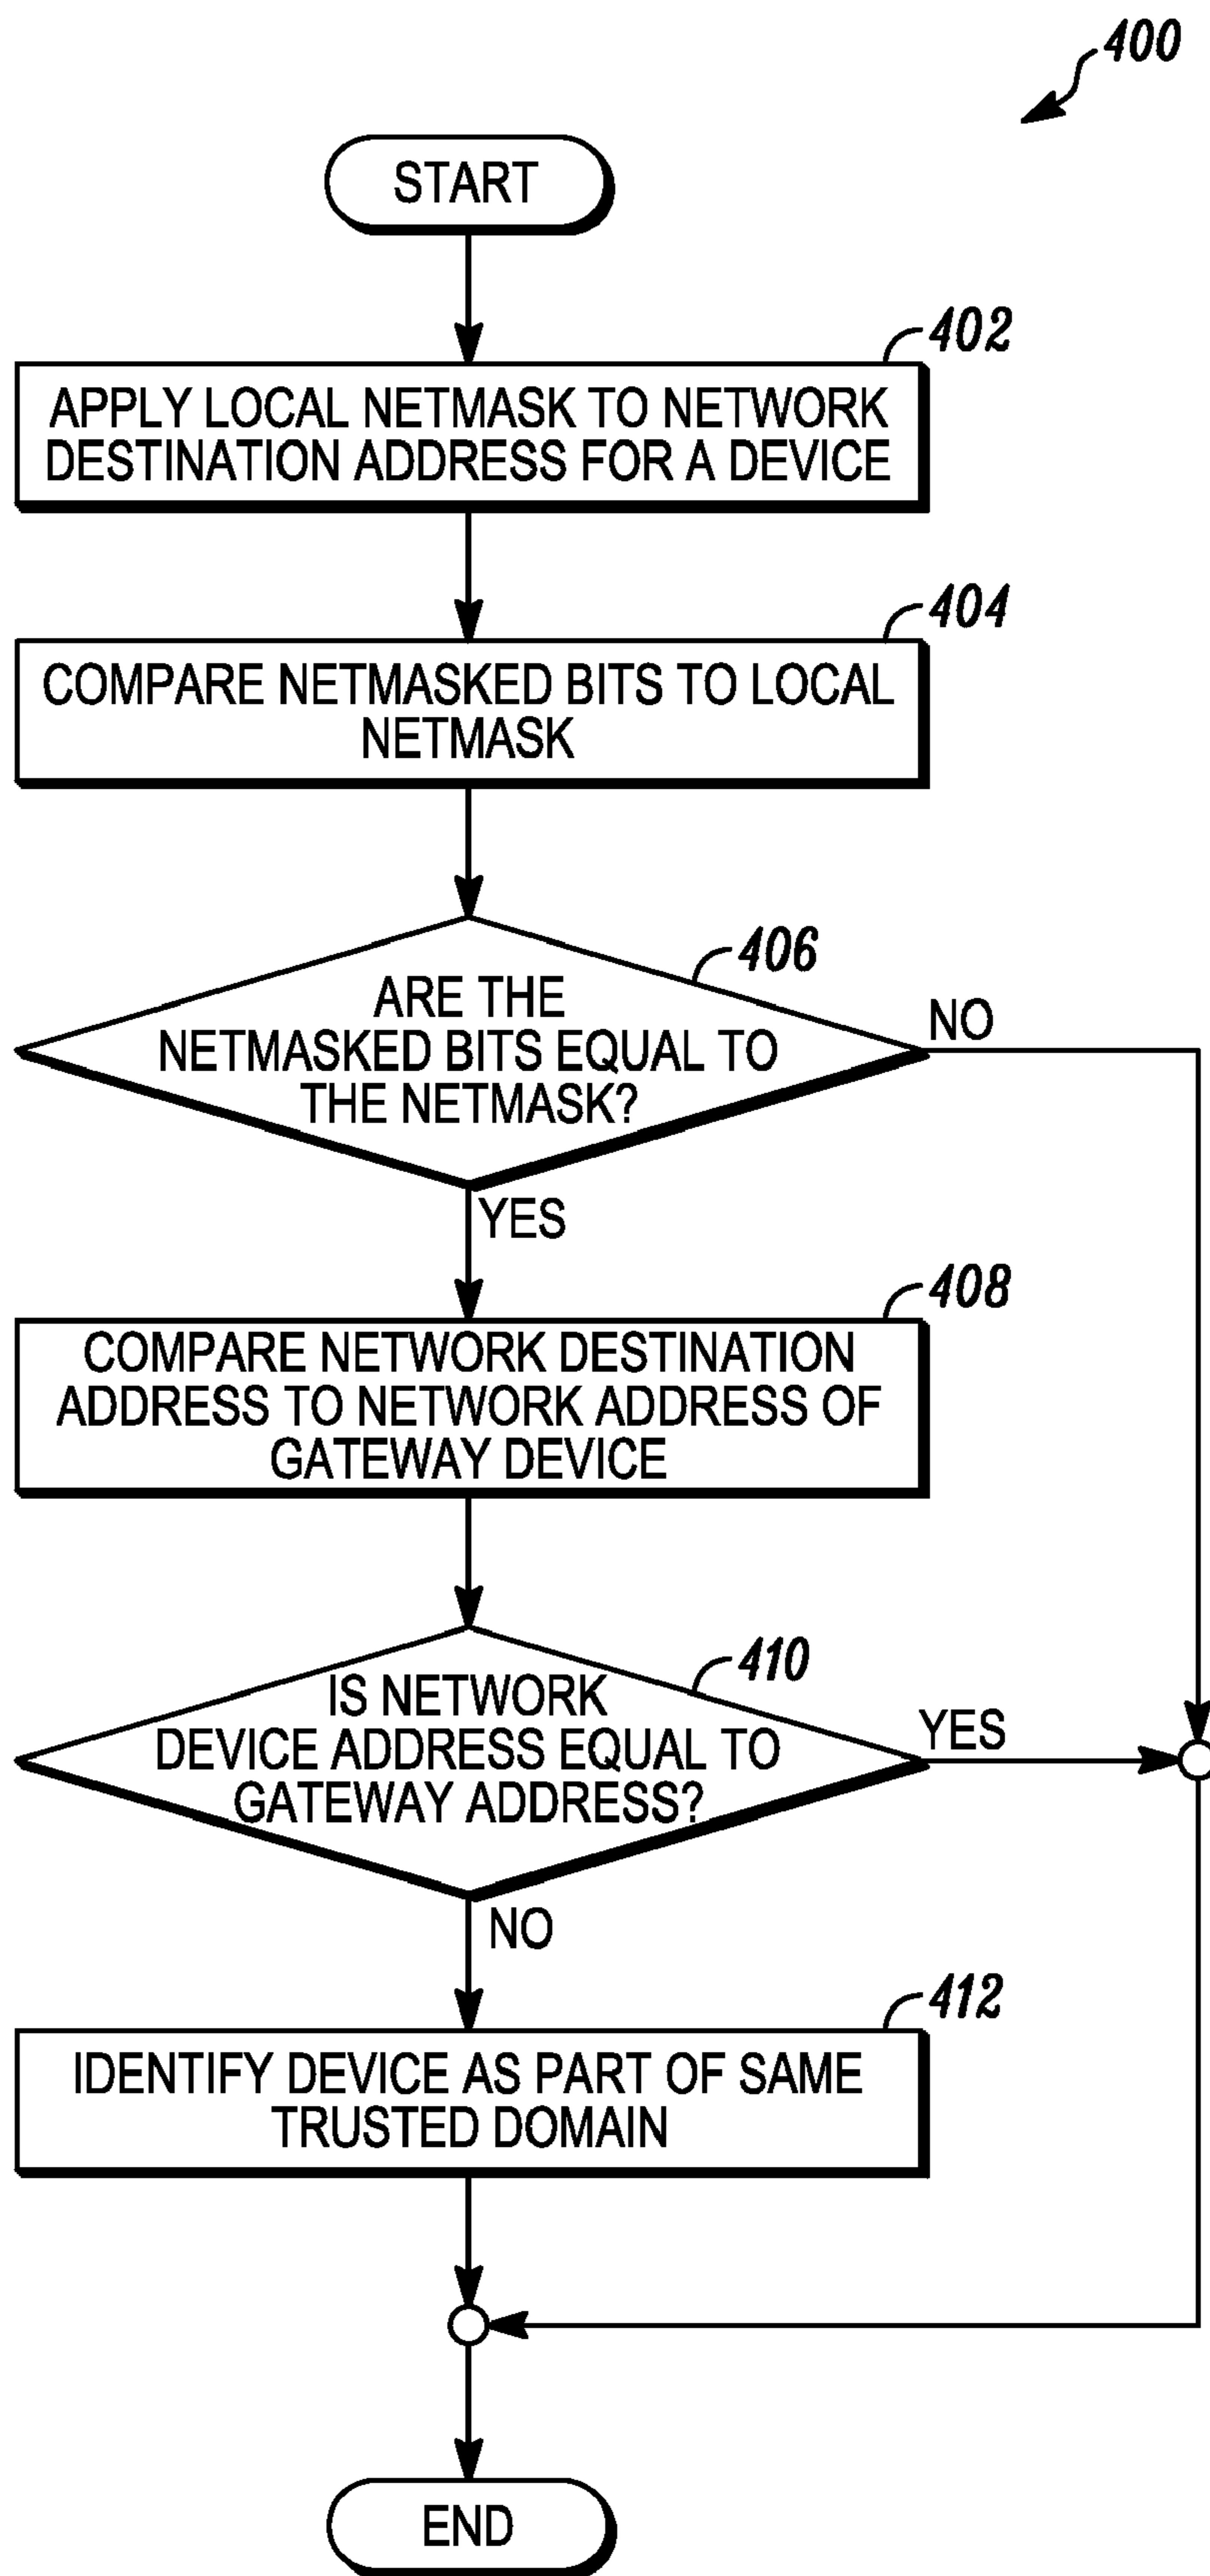 400
START
402
APPLY LOCAL NETMASK TO NETWORK
DESTINATION ADDRESS FOR A DEVICE
404
COMPARE NETMASKED BITS TO LOCAL
NETMASK
406
ARE THE
NETMASKED BITS EQUAL TO
THE NETMASK?
NO
YES
408
COMPARE NETWORK DESTINATION
ADDRESS TO NETWORK ADDRESS OF
GATEWAY DEVICE
410
IS NETWORK
DEVICE ADDRESS EQUAL TO
GATEWAY ADDRESS?
YES
NO
412
IDENTIFY DEVICE AS PART OF SAME
TRUSTED DOMAIN
END